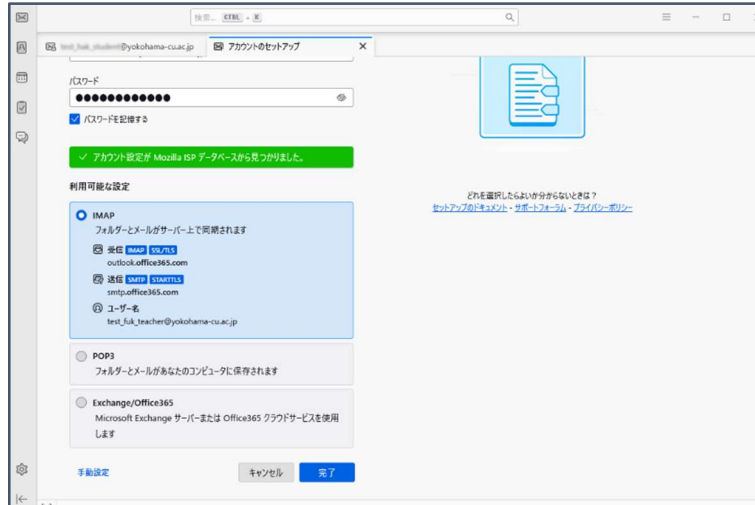 検索... CTRL + K
@yokohama-cu.ac.jp
アカウントのセットアップ
パスワード
パスワードを記憶する
アカウント設定が Mozilla ISP データベースから見つかりました。
利用可能な設定
IMAP
フォルダーとメールがサーバー上で同期されます
受信 IMAP SSL/TLS
outlook.office365.com
送信 SMTP STARTTLS
smtp.office365.com
ユーザー名
test_fuk_teacher@yokohama-cu.ac.jp
POP3
フォルダーとメールがあなたのコンピュータに保存されます
Exchange/Office365
Microsoft Exchange サーバーまたは Office365 クラウドサービスを使用
します
手動設定
キャンセル
完了
どれを選択したらよいか分からないときは？
セットアップのドキュメント - サポートフォーラム - プライバシーポリシー